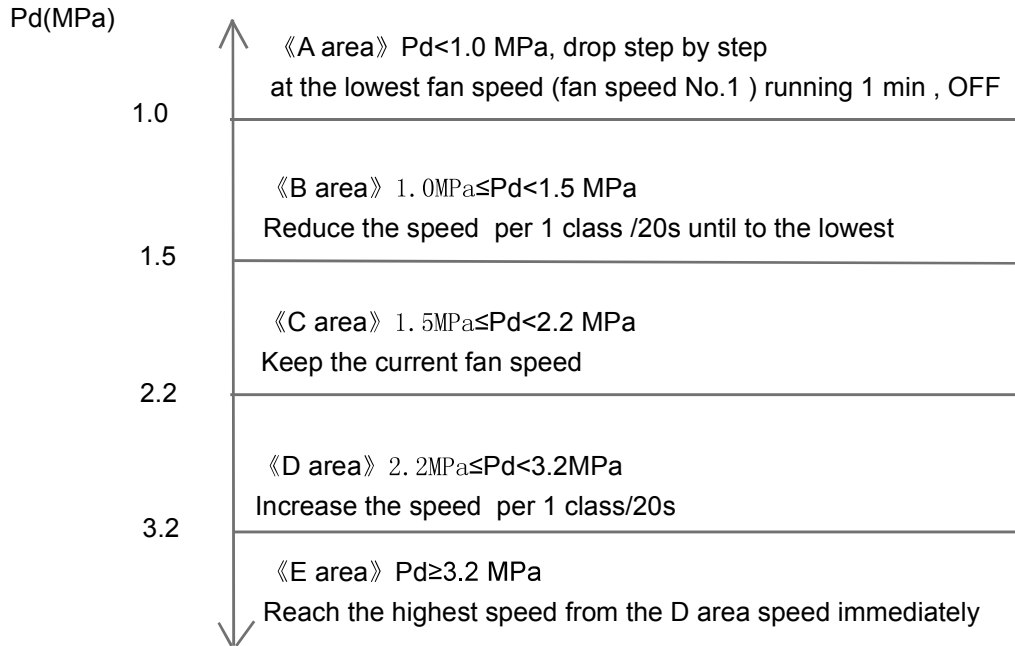 Pd(MPa)
《A area》 Pd<1.0 MPa, drop step by step
at the lowest fan speed (fan speed No.1 ) running 1 min , OFF
1.0
《B area》 1.0MPa≤Pd<1.5 MPa
Reduce the speed per 1 class /20s until to the lowest
1.5
《C area》 1.5MPa≤Pd<2.2 MPa
Keep the current fan speed
2.2
《D area》 2.2MPa≤Pd<3.2MPa
Increase the speed per 1 class/20s
3.2
《E area》 Pd≥3.2 MPa
Reach the highest speed from the D area speed immediately